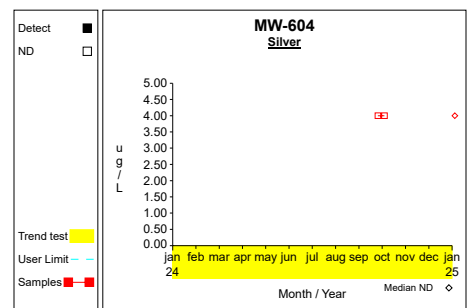 Detect
ND
Trend test
User Limit
Samples
MW-604
Silver
ug/L
5.00
4.50
4.00
3.50
3.00
2.50
2.00
1.50
1.00
0.50
0.00
jan feb mar apr may jun jul aug sep oct nov dec jan
24 25
Month / Year
Median ND